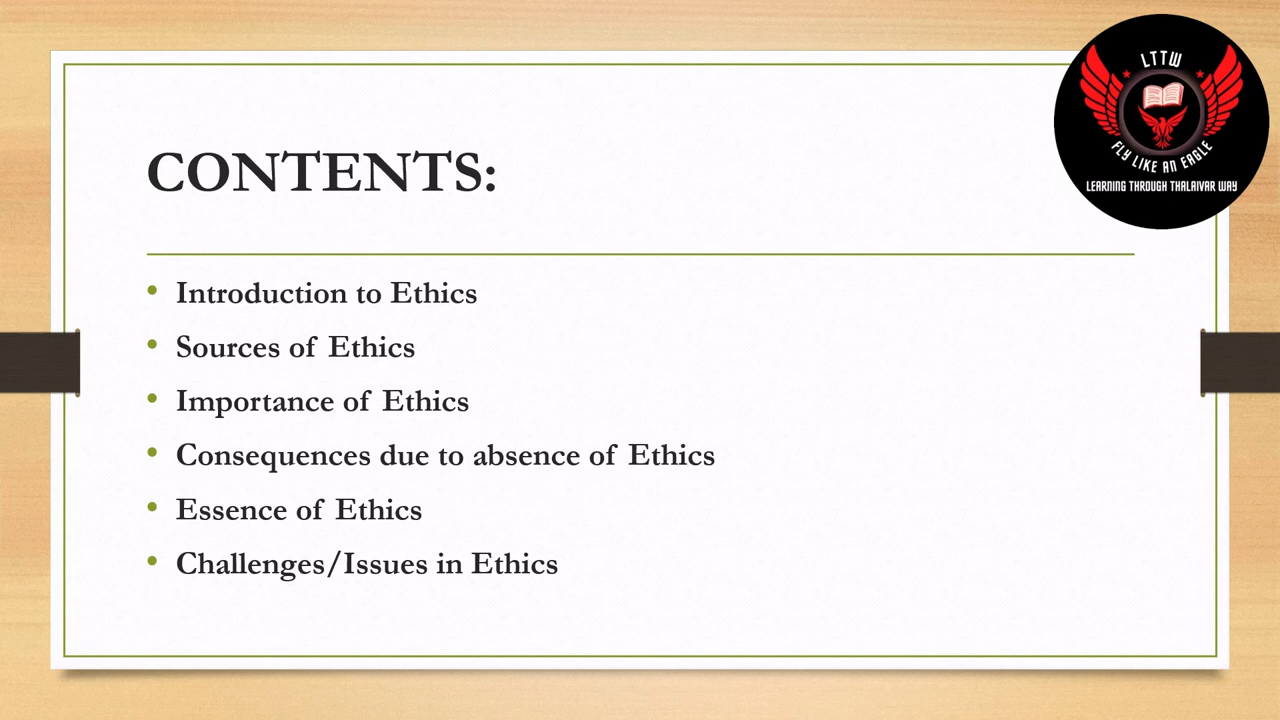 LTTW
FLY LIKE AN EAGLE
LEARNING THROUGH THALAIVAR WAY
CONTENTS:
• Introduction to Ethics
• Sources of Ethics
• Importance of Ethics
• Consequences due to absence of Ethics
• Essence of Ethics
• Challenges/Issues in Ethics